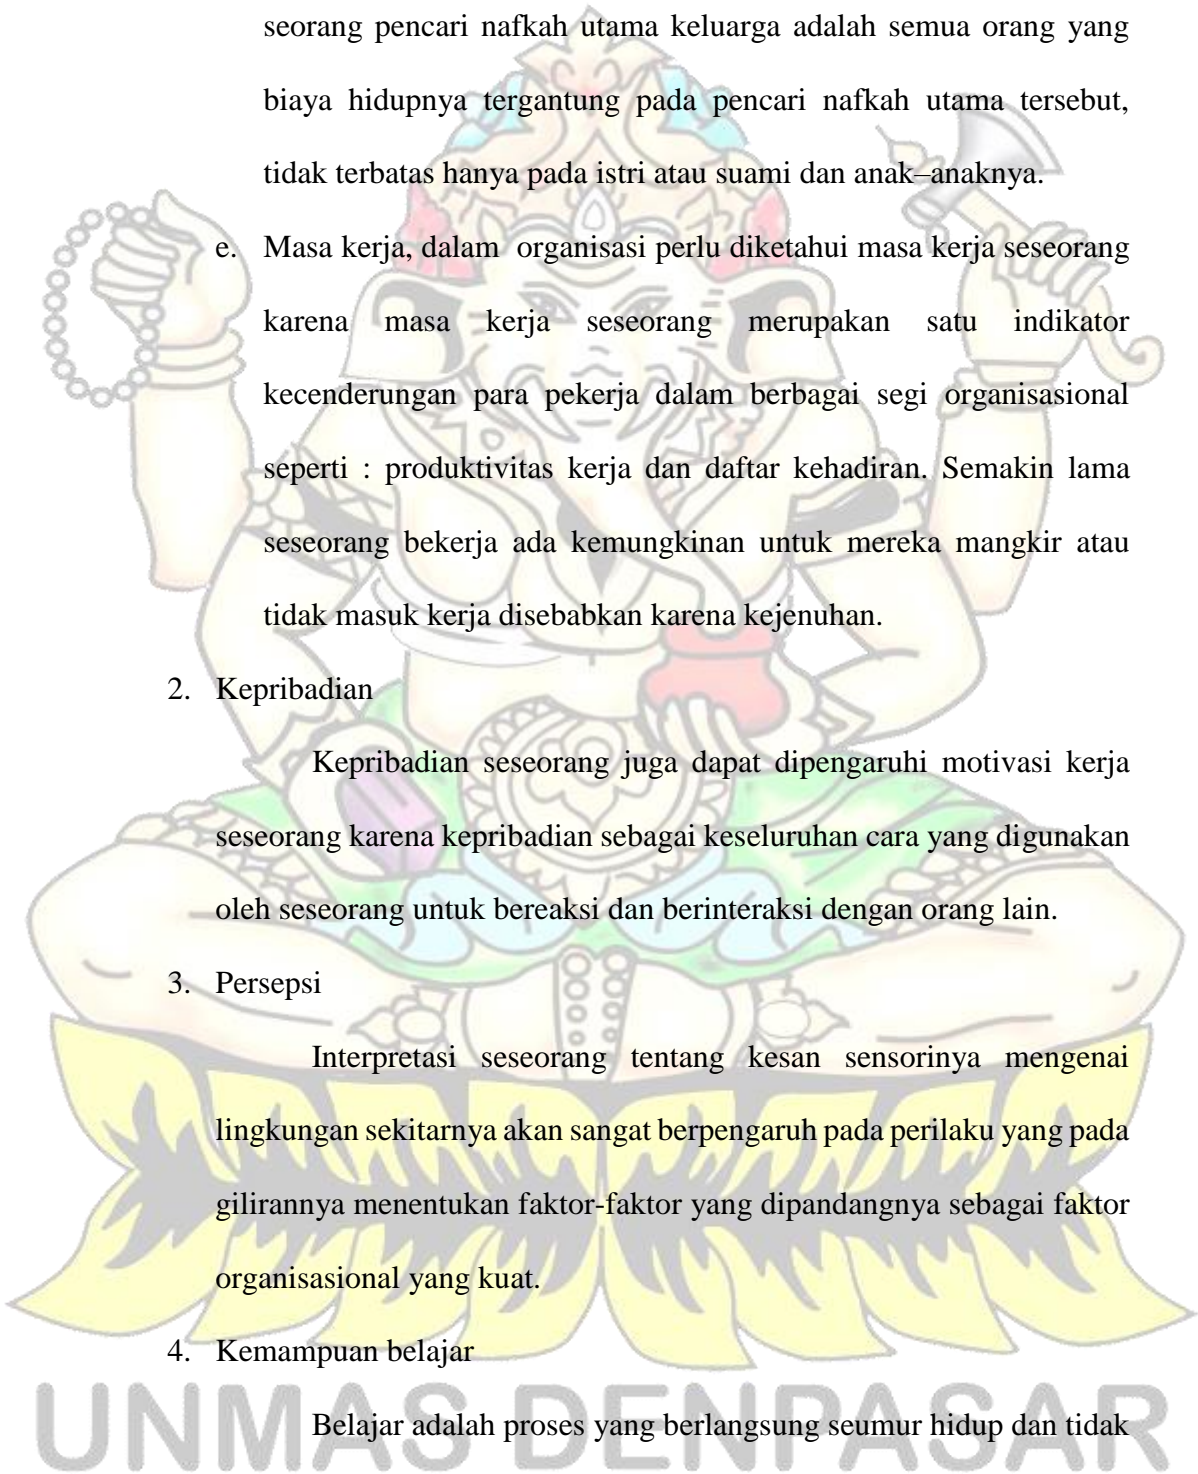 seorang pencari nafkah utama keluarga adalah semua orang yang
biaya hidupnya tergantung pada pencari nafkah utama tersebut,
tidak terbatas hanya pada istri atau suami dan anak–anaknya.
e. Masa kerja, dalam organisasi perlu diketahui masa kerja seseorang
karena masa kerja seseorang merupakan satu indikator
kecenderungan para pekerja dalam berbagai segi organisasional
seperti : produktivitas kerja dan daftar kehadiran. Semakin lama
seseorang bekerja ada kemungkinan untuk mereka mangkir atau
tidak masuk kerja disebabkan karena kejenuhan.
2. Kepribadian
Kepribadian seseorang juga dapat dipengaruhi motivasi kerja
seseorang karena kepribadian sebagai keseluruhan cara yang digunakan
oleh seseorang untuk bereaksi dan berinteraksi dengan orang lain.
3. Persepsi
Interpretasi seseorang tentang kesan sensorinya mengenai
lingkungan sekitarnya akan sangat berpengaruh pada perilaku yang pada
gilirannya menentukan faktor-faktor yang dipandangnya sebagai faktor
organisasional yang kuat.
4. Kemampuan belajar
Belajar adalah proses yang berlangsung seumur hidup dan tidak
UNMAS DENPASAR